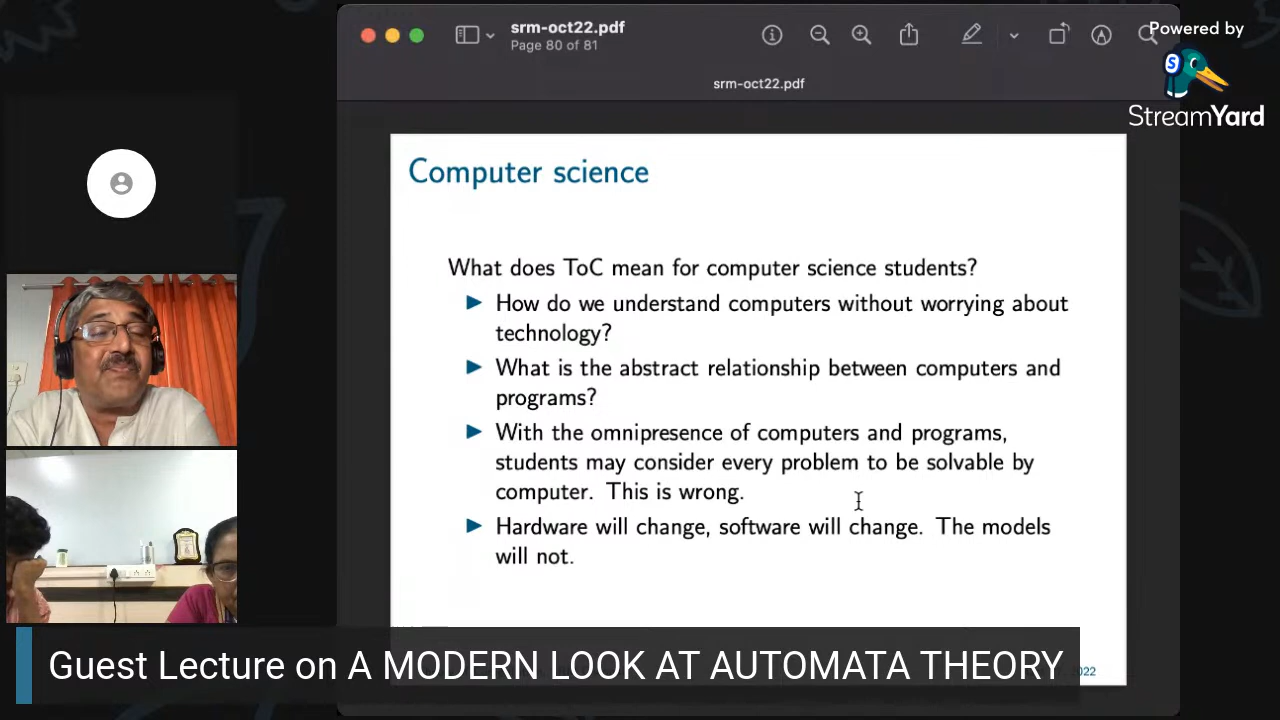 srm-oct22.pdf
Page 80 of 81
Powered by
StreamYard
srm-oct22.pdf
Computer science
What does ToC mean for computer science students?
How do we understand computers without worrying about
technology?
What is the abstract relationship between computers and
programs?
With the omnipresence of computers and programs,
students may consider every problem to be solvable by
computer. This is wrong.
Hardware will change, software will change. The models
will not.
2022
Guest Lecture on A MODERN LOOK AT AUTOMATA THEORY